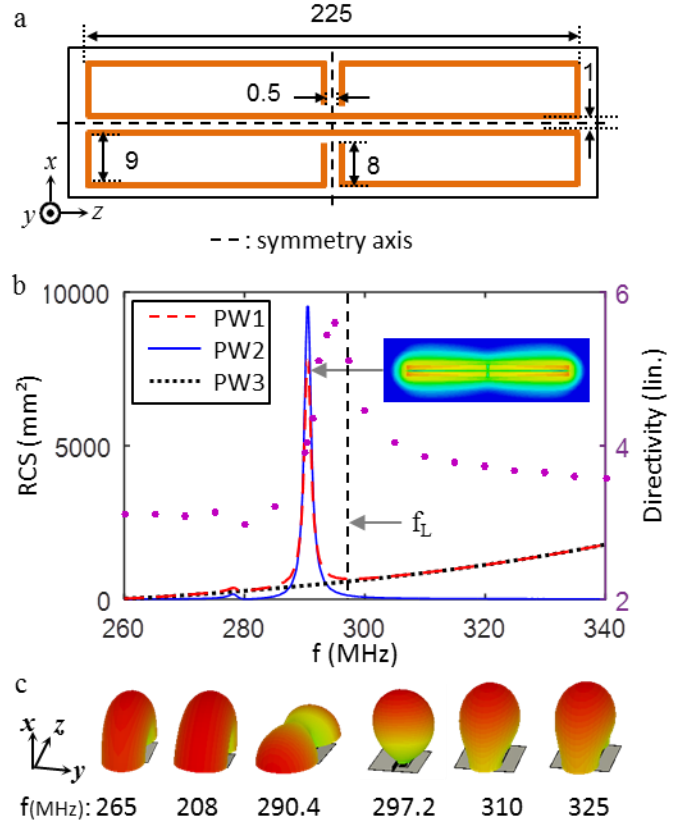 a
225
0.5
1
9
8
x
y
z
---: symmetry axis
b
10000
5000
0
RCS (mm²)
PW1
PW2
PW3
f_L
6
4
2
Directivity (lin.)
260 280 300 320 340
f (MHz)
c
x
z
y
f(MHz): 265 208 290.4 297.2 310 325